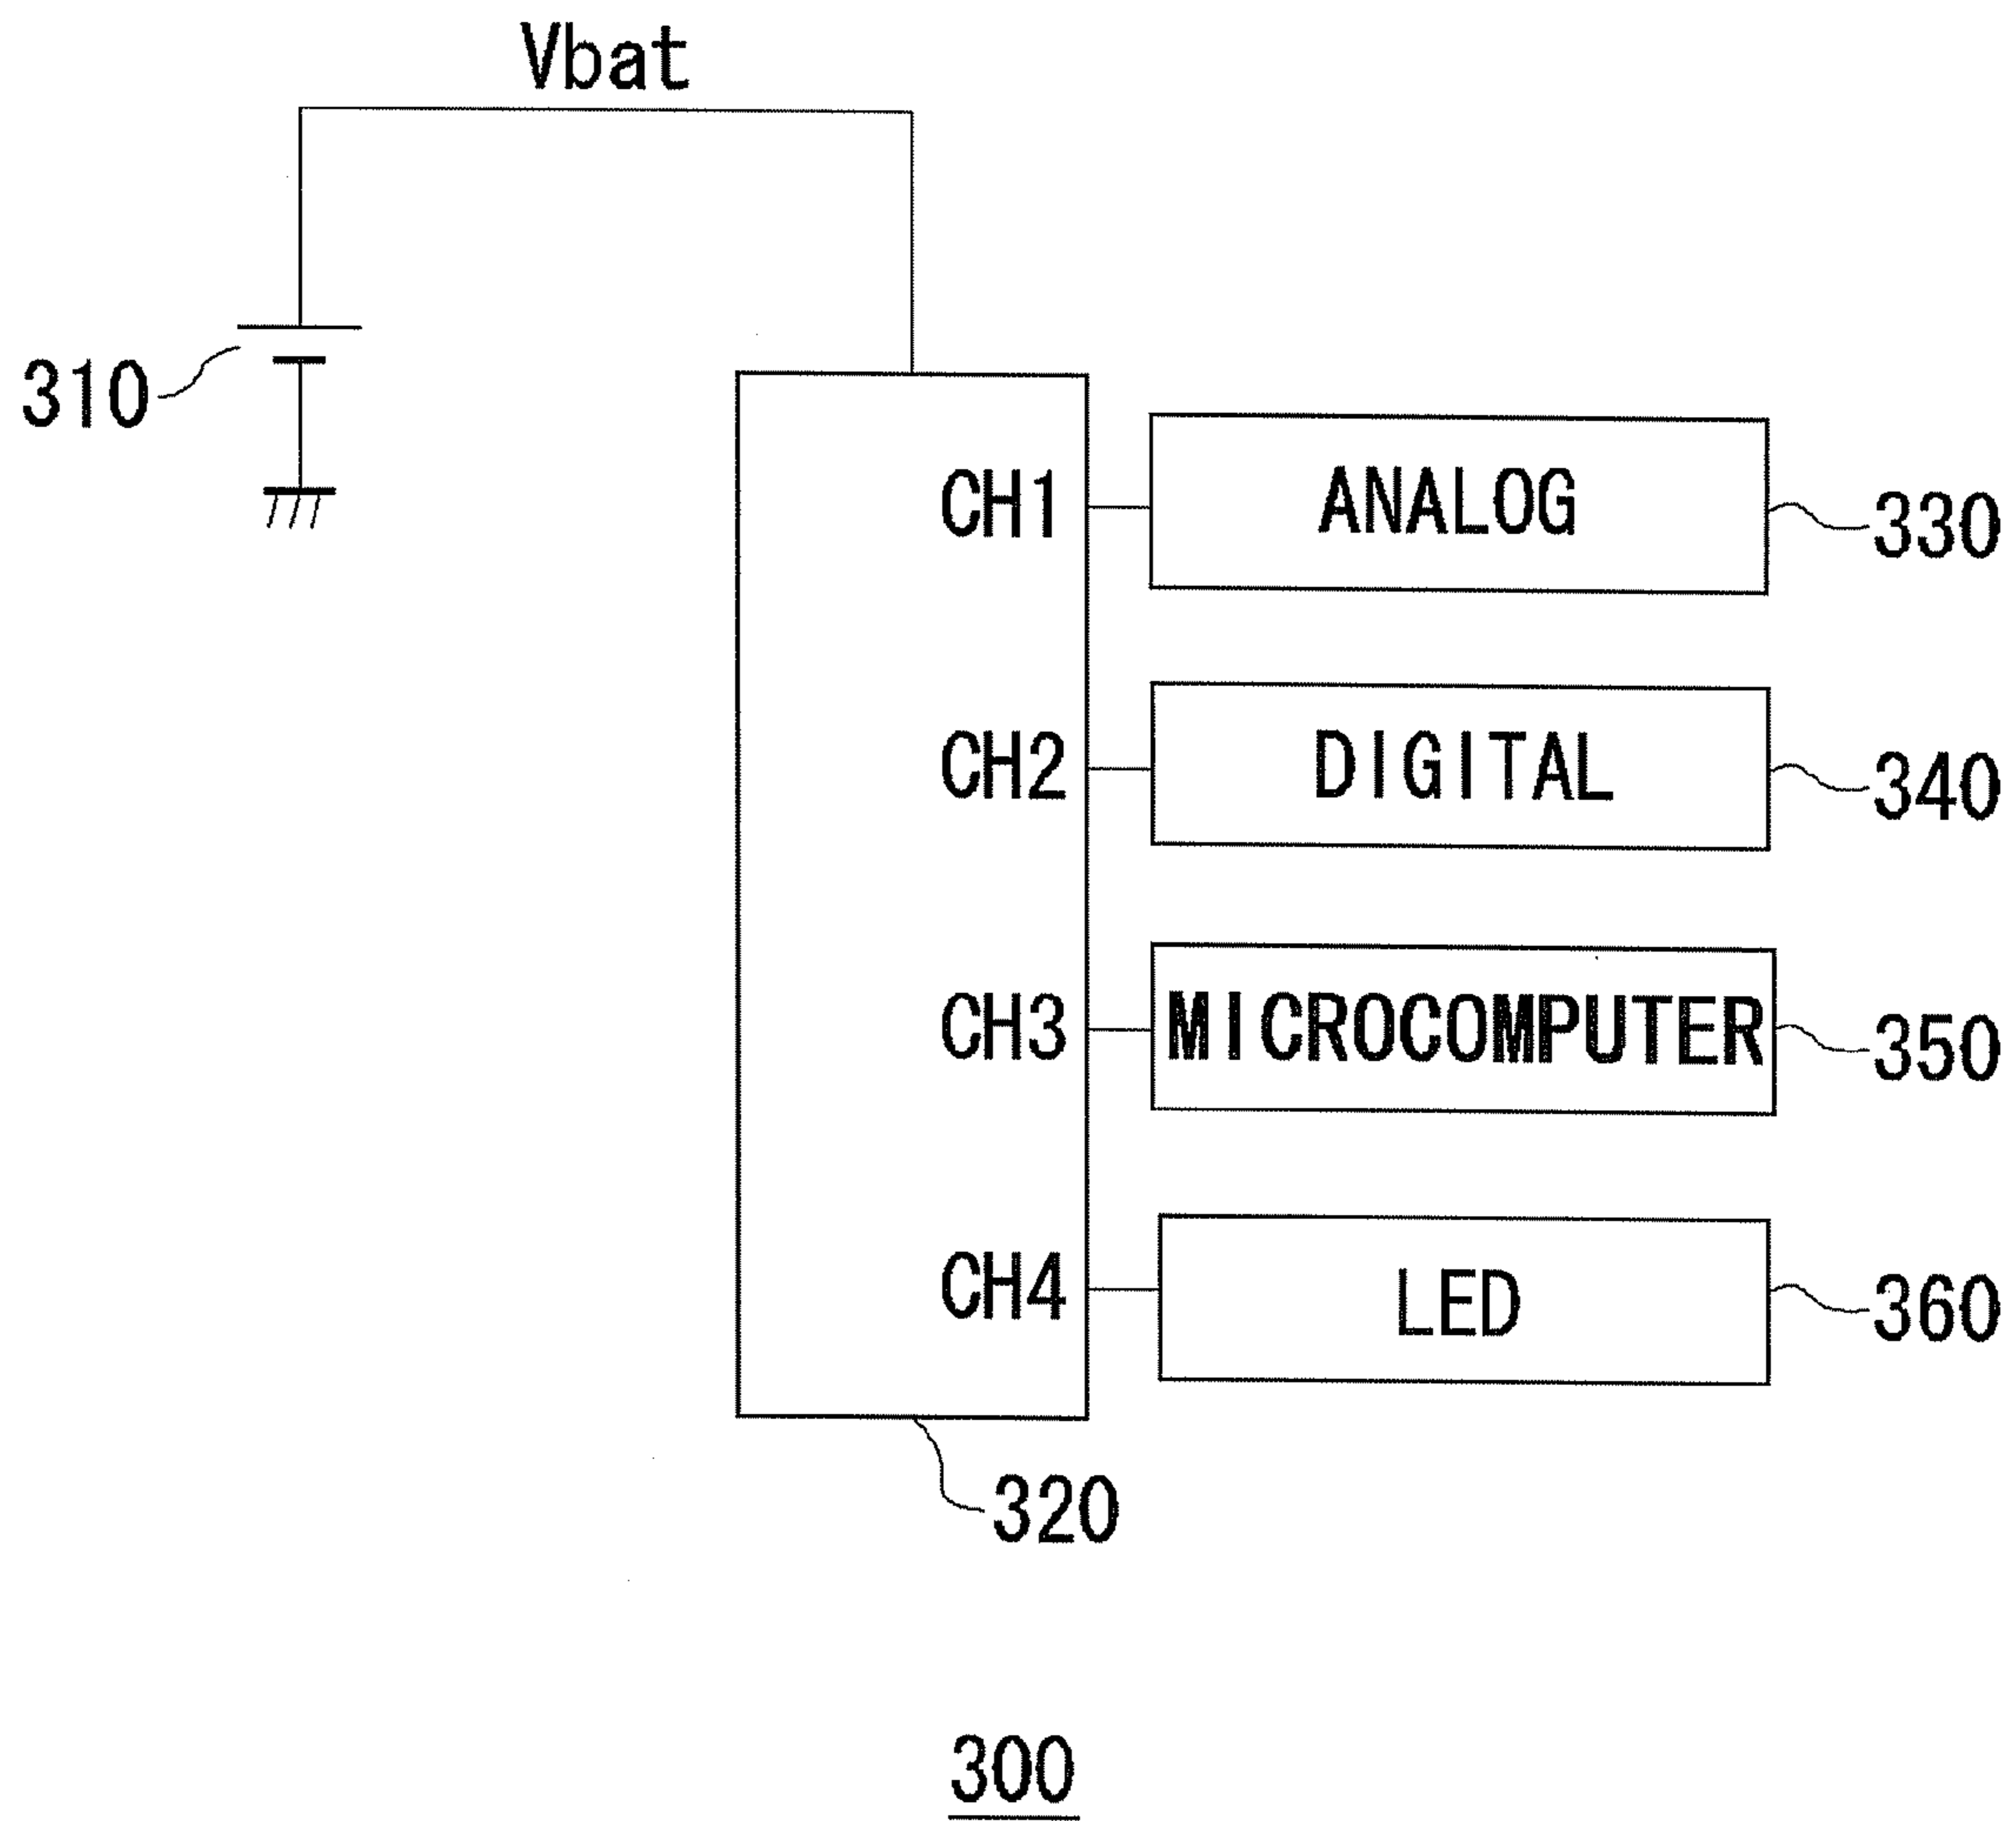 Vbat
310
CH1 ANALOG 330
CH2 DIGITAL 340
CH3 MICROCOMPUTER 350
CH4 LED 360
320
300